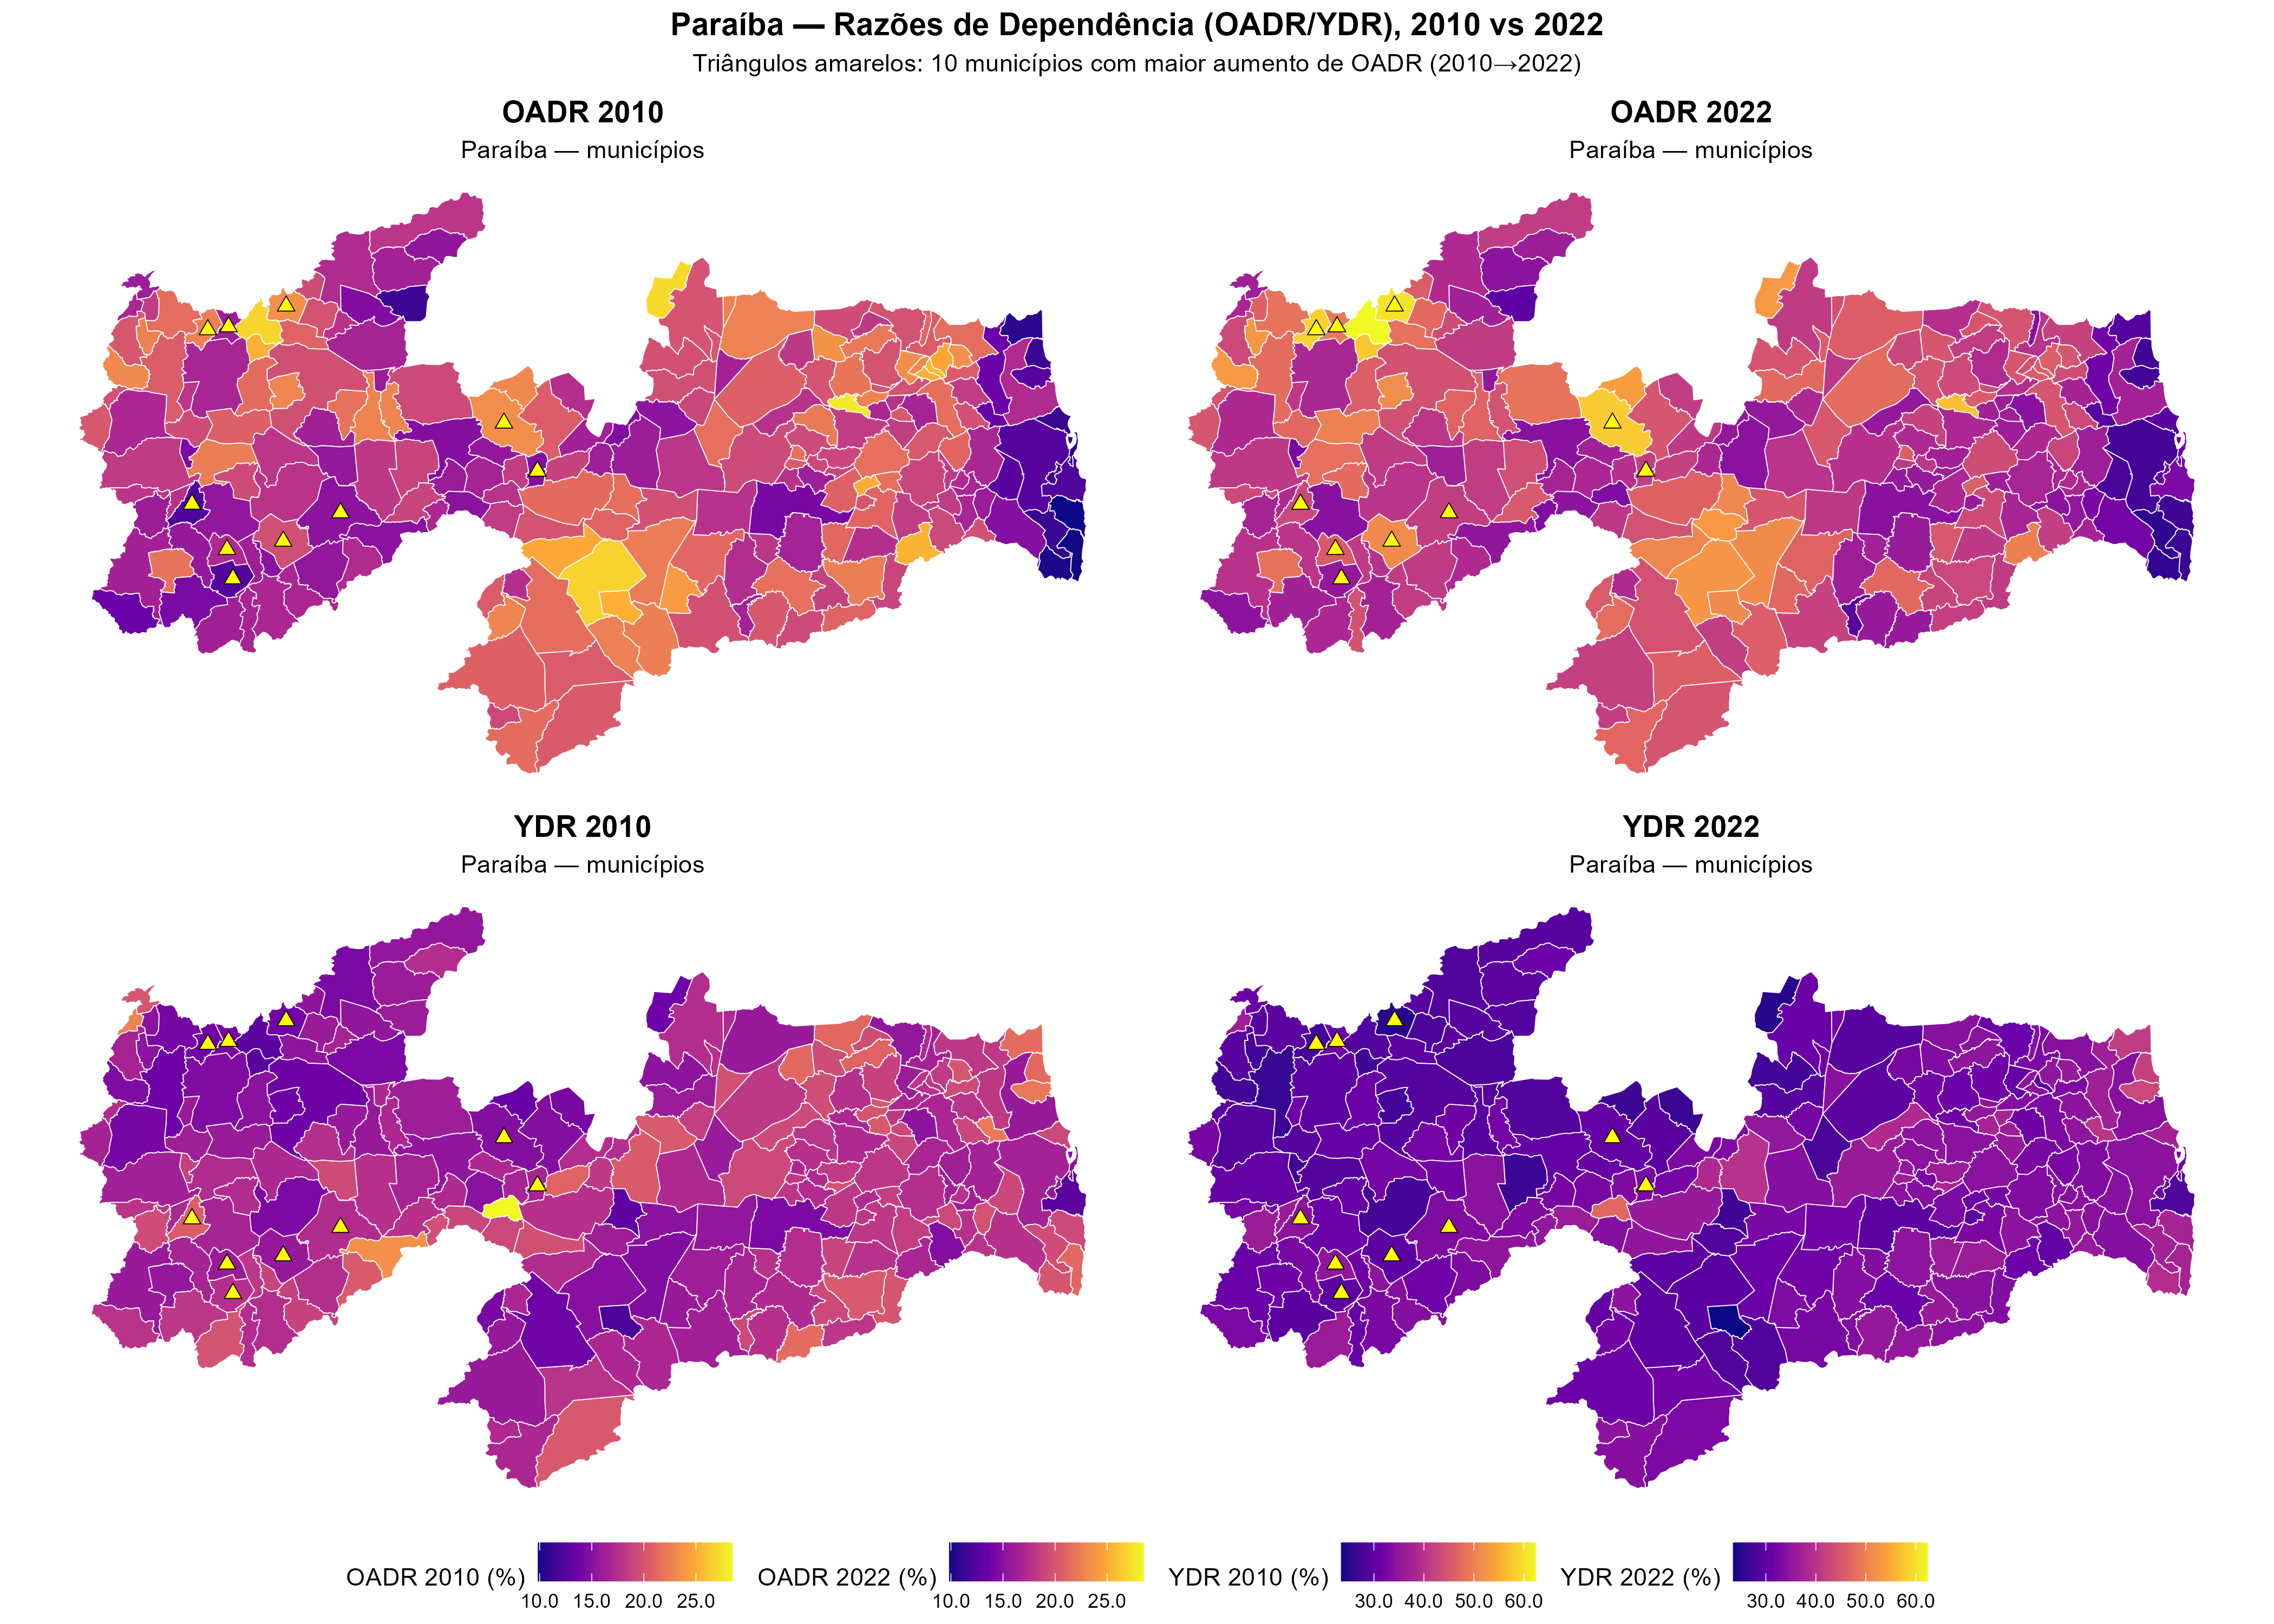 Paraíba — Razões de Dependência (OADR/YDR), 2010 vs 2022
Triângulos amarelos: 10 municípios com maior aumento de OADR (2010→2022)
OADR 2010
Paraíba — municípios
OADR 2022
Paraíba — municípios
YDR 2010
Paraíba — municípios
YDR 2022
Paraíba — municípios
OADR 2010 (%)
10.0 15.0 20.0 25.0
OADR 2022 (%)
10.0 15.0 20.0 25.0
YDR 2010 (%)
30.0 40.0 50.0 60.0
YDR 2022 (%)
30.0 40.0 50.0 60.0